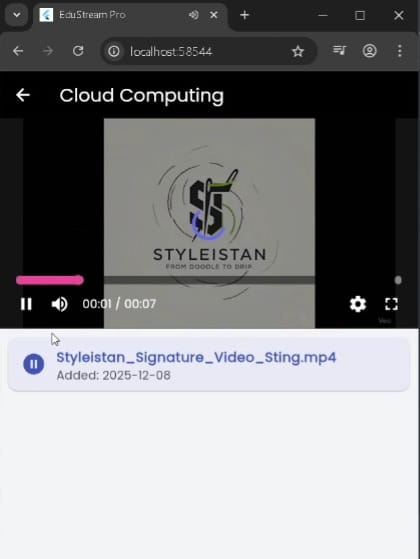 EduStream Pro
localhost:58544
Cloud Computing
STYLEISTAN
FROM DOODLE TO DRIP
00:01 / 00:07
Veo
Styleistan_Signature_Video_Sting.mp4
Added: 2025-12-08